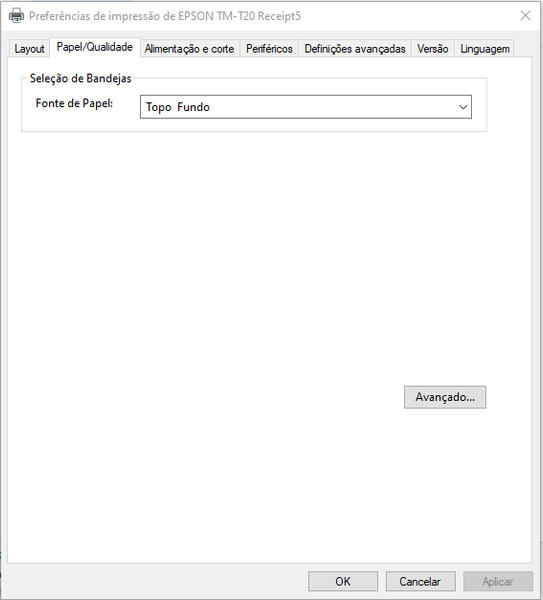 Preferências de impressão de EPSON TM-T20 Receipt5
Layout Papel/Qualidade Alimentação e corte Periféricos Definições avançadas Versão Linguagem
Seleção de Bandejas
Fonte de Papel: Topo Fundo
Avançado...
OK Cancelar Aplicar